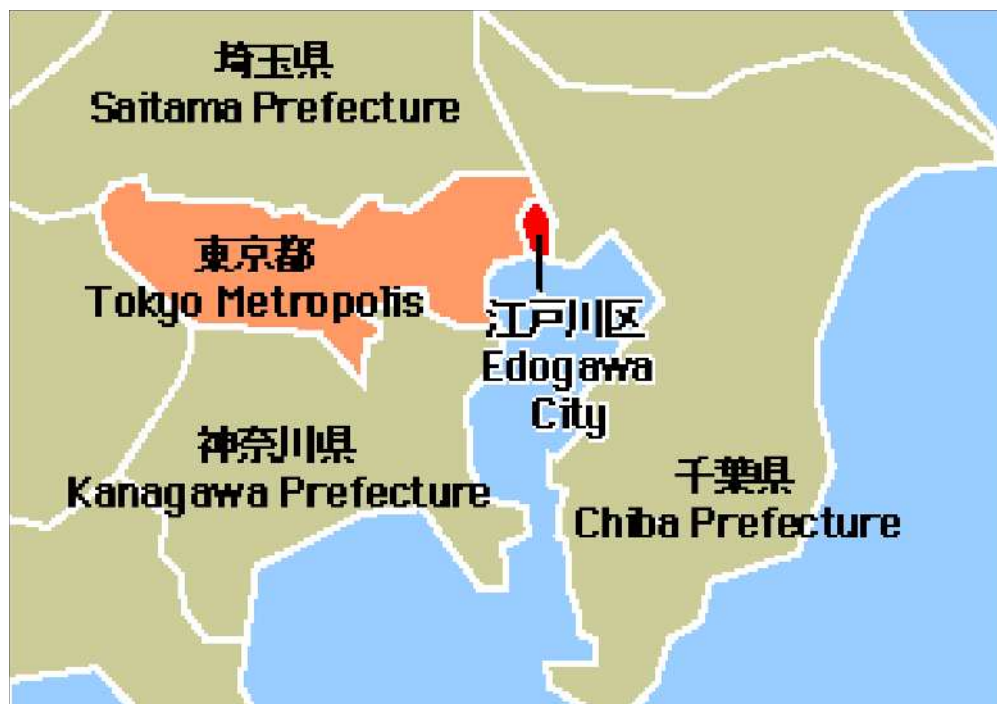 埼玉県
Saitama Prefecture
東京都
Tokyo Metropolis
江戸川区
Edogawa
City
神奈川県
Kanagawa Prefecture
千葉県
Chiba Prefecture